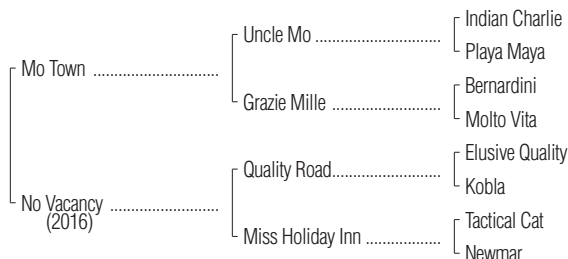 Indian Charlie
Uncle Mo ........................................
Playa Maya
Mo Town ........................................
Bernardini
Grazie Mille ...................................
Molto Vita
Elusive Quality
Quality Road...................................
Kobla
No Vacancy ...................................
(2016)
Tactical Cat
Miss Holiday Inn ........................
Newmar